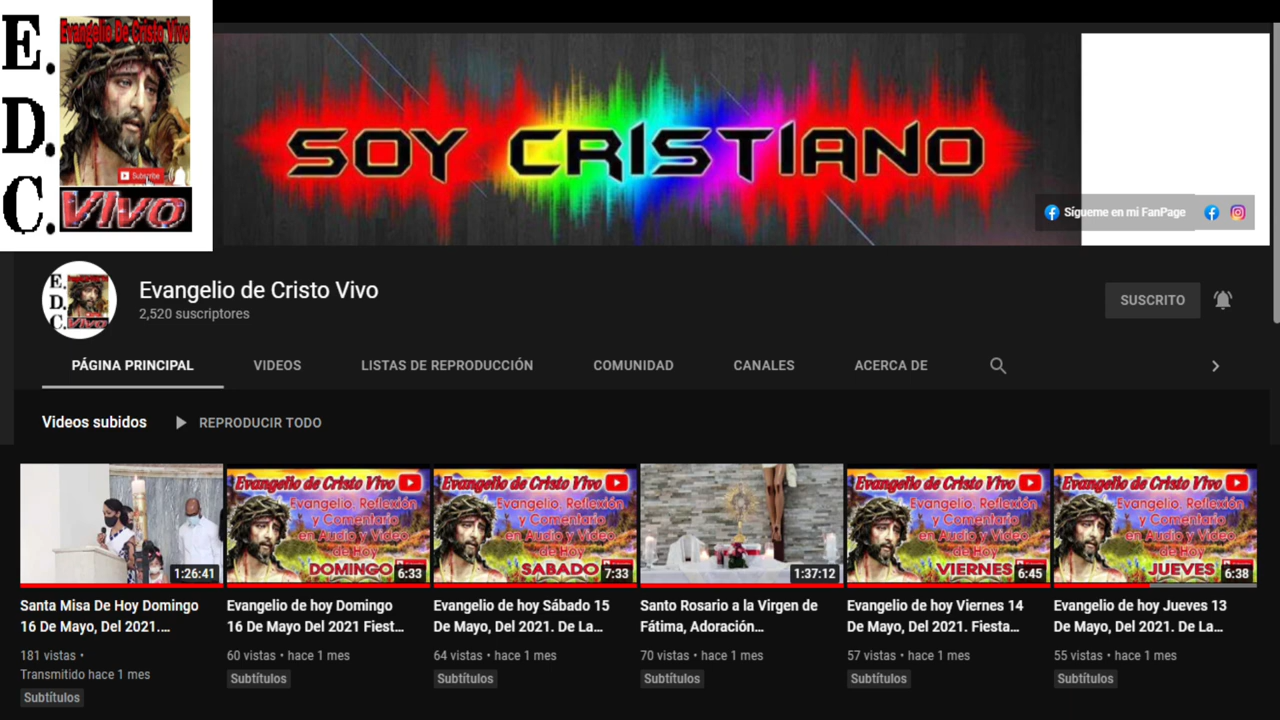 E.
D.
C.
Evangelio De Cristo Vivo
Subscribe
Vivo
SOY CRISTIANO
Sígueme en mi FanPage
E.
D.
C.
Vivo
Evangelio de Cristo Vivo
2,520 suscriptores
SUSCRITO
PÁGINA PRINCIPAL VIDEOS LISTAS DE REPRODUCCIÓN COMUNIDAD CANALES ACERCA DE
Videos subidos REPRODUCIR TODO
1:26:41
Evangelio de Cristo Vivo
Evangelio, Reflexión
y Comentario
en Audio y Video
de Hoy
DOMINGO 6:33
Evangelio de Cristo Vivo
Evangelio, Reflexión
y Comentario
en Audio y Video
de Hoy
SABADO 7:33
1:37:12
Evangelio de Cristo Vivo
Evangelio, Reflexión
y Comentario
en Audio y Video
de Hoy
VIERNES 6:45
Evangelio de Cristo Vivo
Evangelio, Reflexión
y Comentario
en Audio y Video
de Hoy
JUEVES 6:38
Santa Misa De Hoy Domingo
16 De Mayo, Del 2021....
181 vistas •
Transmitido hace 1 mes
Subtítulos
Evangelio de hoy Domingo
16 De Mayo Del 2021 Fiest...
60 vistas • hace 1 mes
Subtítulos
Evangelio de hoy Sábado 15
De Mayo, Del 2021. De La...
64 vistas • hace 1 mes
Subtítulos
Santo Rosario a la Virgen de
Fátima, Adoración...
70 vistas • hace 1 mes
Subtítulos
Evangelio de hoy Viernes 14
De Mayo, Del 2021. Fiesta...
57 vistas • hace 1 mes
Subtítulos
Evangelio de hoy Jueves 13
De Mayo, Del 2021. De La...
55 vistas • hace 1 mes
Subtítulos